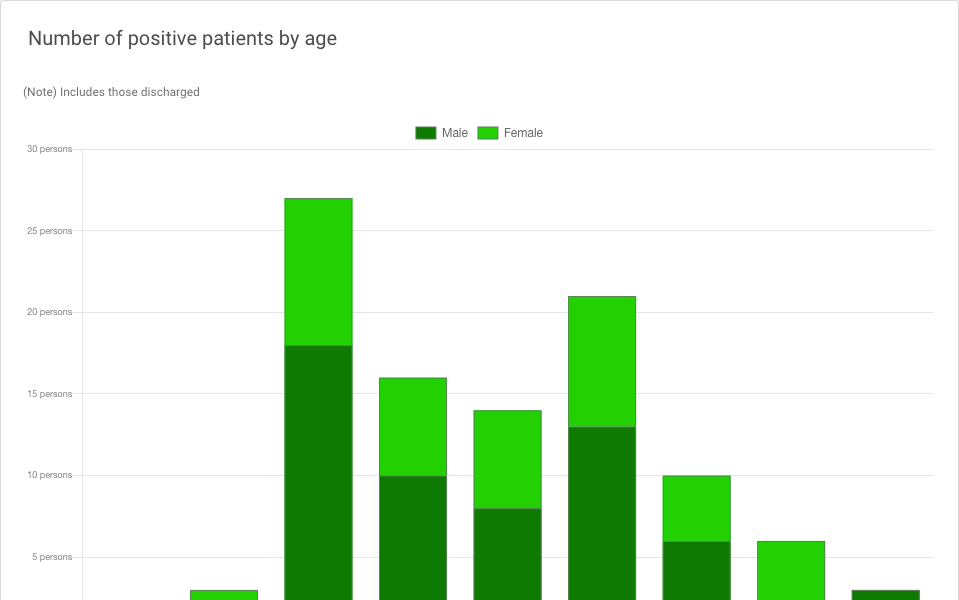 Number of positive patients by age
(Note) Includes those discharged
Male Female
30 persons
25 persons
20 persons
15 persons
10 persons
5 persons